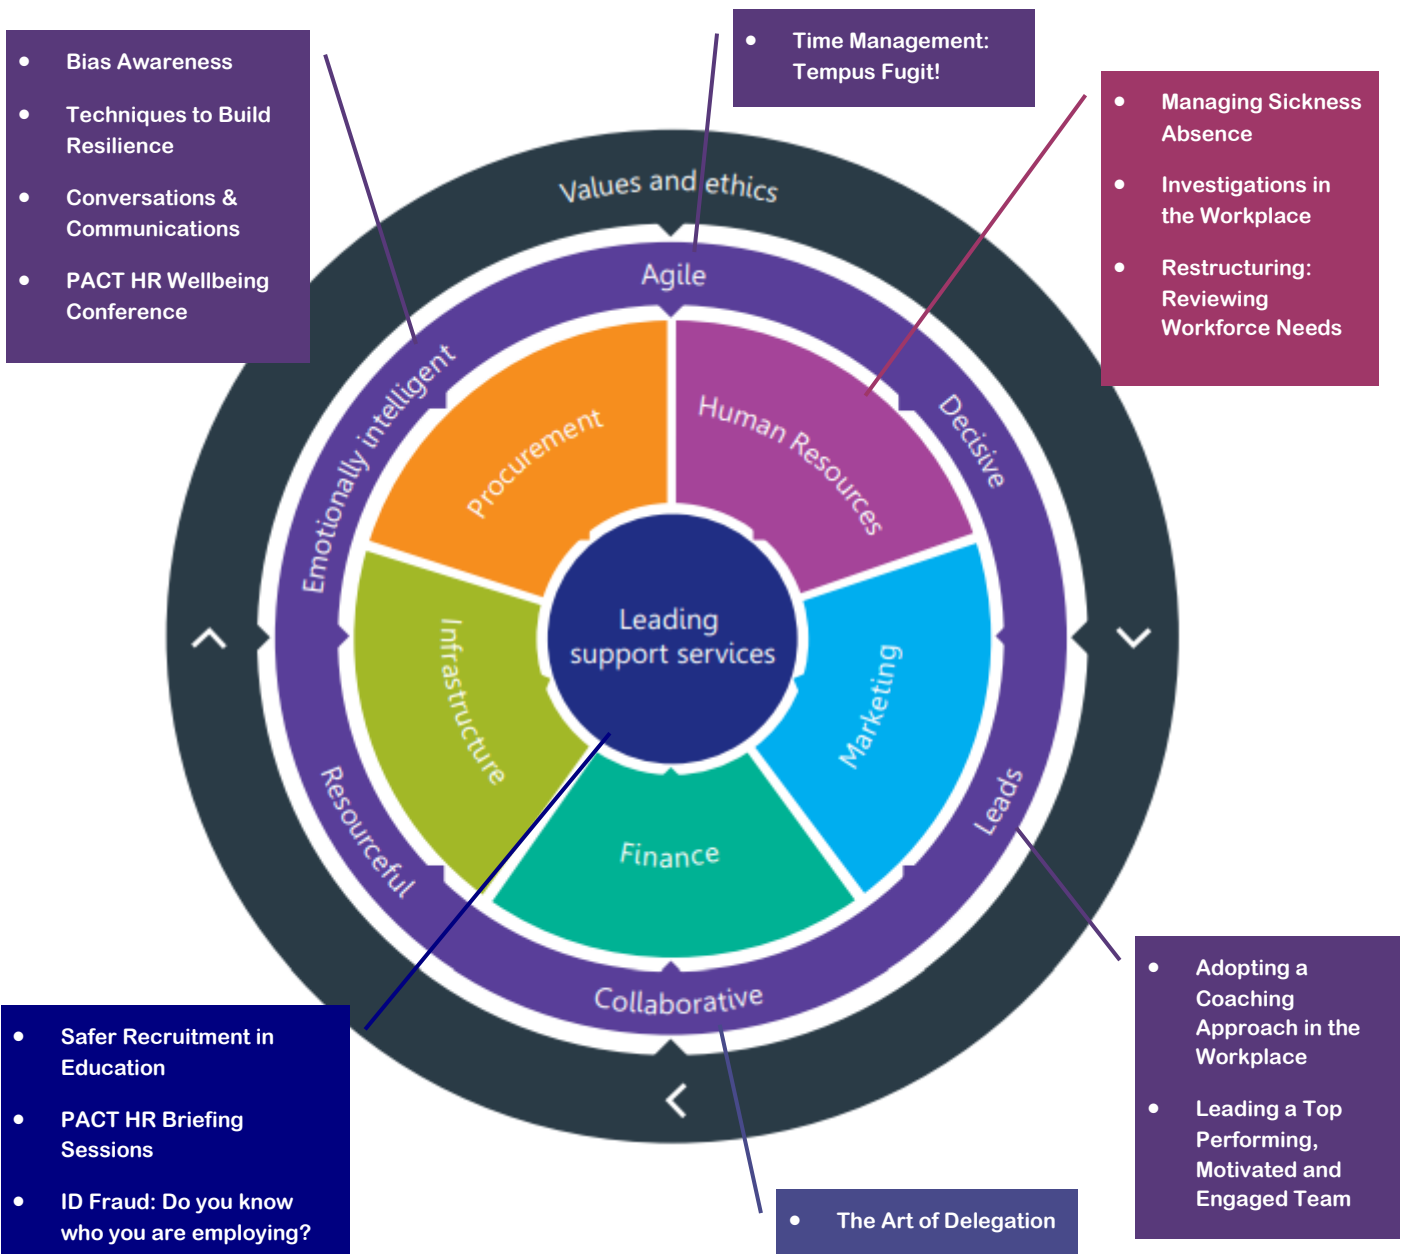 Bias Awareness
Techniques to Build
Resilience
Conversations &
Communications
PACT HR Wellbeing
Conference
Time Management:
Tempus Fugit!
Managing Sickness
Absence
Investigations in
the Workplace
Restructuring:
Reviewing
Workforce Needs
Values and ethics
Agile
Decisive
Leads
Collaborative
Resourceful
Emotionally intelligent
Procurement
Human Resources
Marketing
Finance
Infrastructure
Leading
support services
Safer Recruitment in
Education
PACT HR Briefing
Sessions
ID Fraud: Do you know
who you are employing?
The Art of Delegation
Adopting a
Coaching
Approach in the
Workplace
Leading a Top
Performing,
Motivated and
Engaged Team